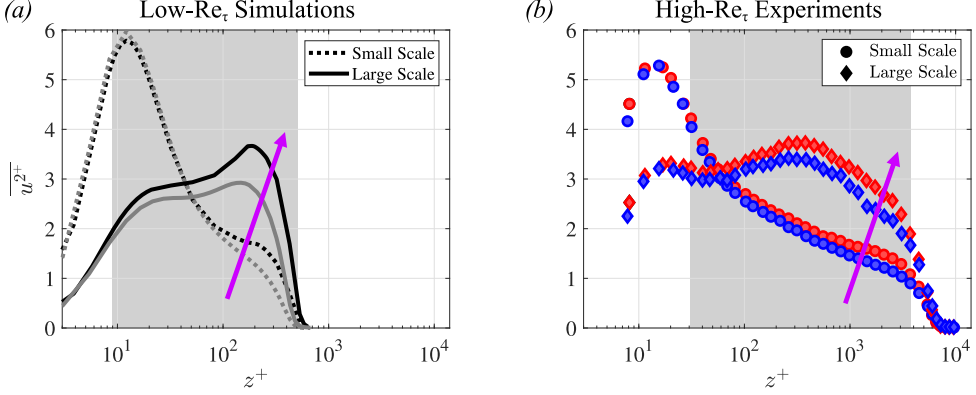 (a) Low-Reτ Simulations
Small Scale
Large Scale
6
5
4
3
2
1
0
10¹ 10² 10³ 10⁴
z⁺
u²⁺
(b) High-Reτ Experiments
Small Scale
Large Scale
6
5
4
3
2
1
0
10¹ 10² 10³ 10⁴
z⁺